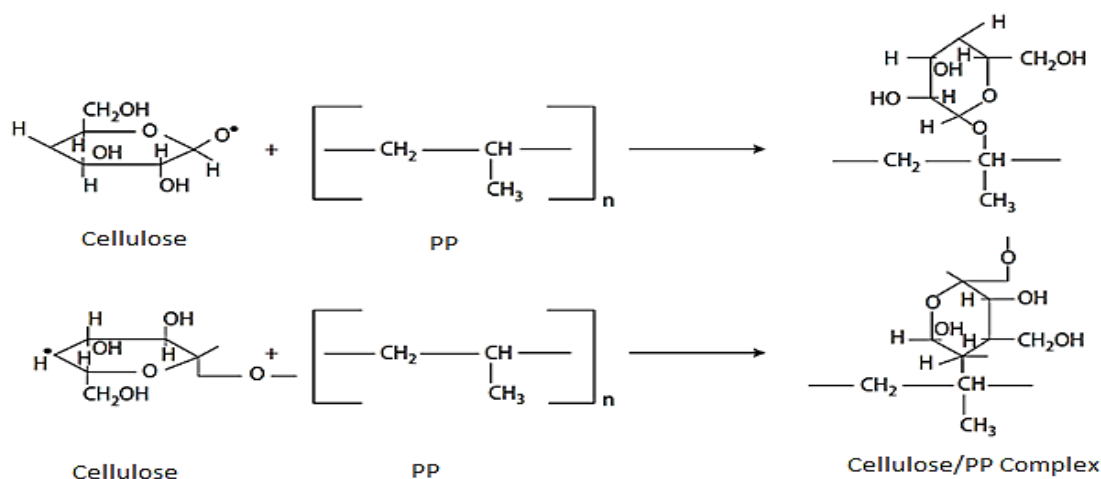 CH2OH
O
O•
H
H
H
OH
H
H
OH
+
CH2
CH
CH3
n
H
H
H
CH2OH
OH
HO
H
O
H
O
CH2
CH
CH3
Cellulose
PP
OH
H
H•
OH
H
H
O
O
CH2OH
+
CH2
CH
CH3
n
O
O
H
OH
H
OH
H
CH2OH
H
CH2
CH
CH3
Cellulose
PP
Cellulose/PP Complex